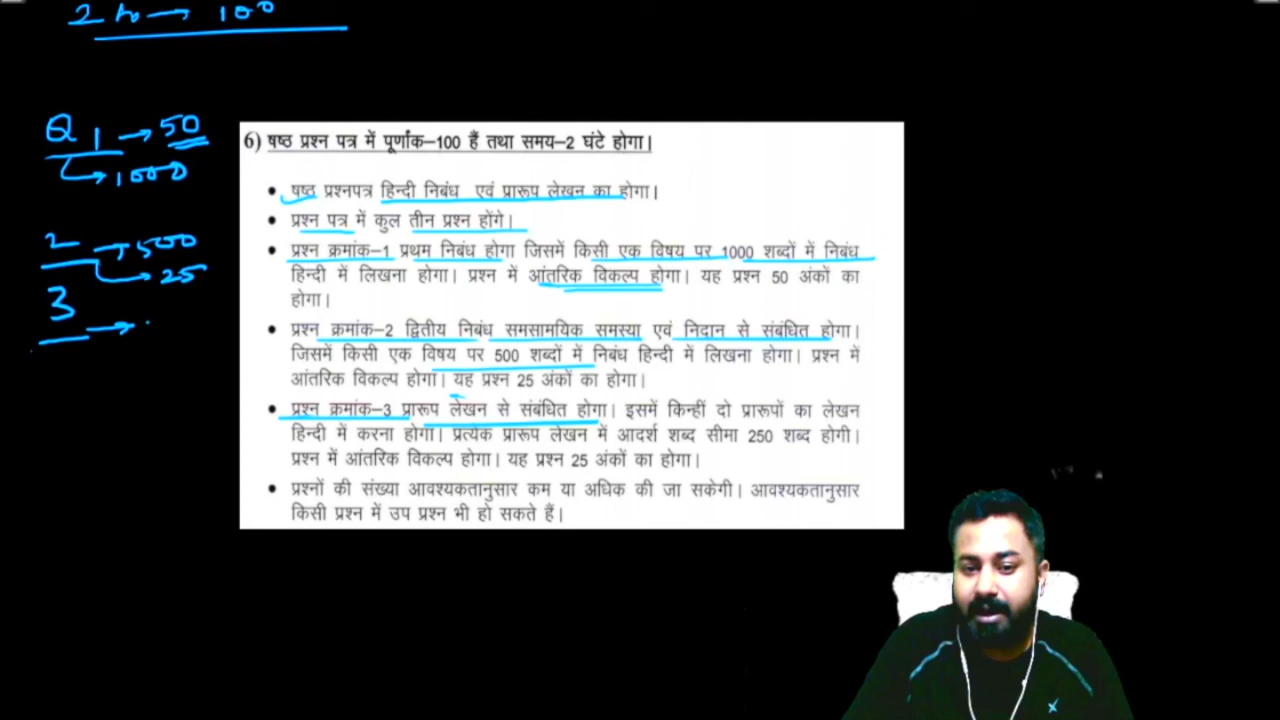 2 hr → 100
Q 1 → 50
→ 1000
2 → 500
→ 25
3 →
6) षष्ठ प्रश्न पत्र में पूर्णांक–100 हैं तथा समय–2 घंटे होगा।
• षष्ठ प्रश्नपत्र हिन्दी निबंध एवं प्रारूप लेखन का होगा।
• प्रश्न पत्र में कुल तीन प्रश्न होंगे।
• प्रश्न क्रमांक–1 प्रथम निबंध होगा जिसमें किसी एक विषय पर 1000 शब्दों में निबंध
हिन्दी में लिखना होगा। प्रश्न में आंतरिक विकल्प होगा। यह प्रश्न 50 अंकों का
होगा।
• प्रश्न क्रमांक–2 द्वितीय निबंध समसामयिक समस्या एवं निदान से संबंधित होगा।
जिसमें किसी एक विषय पर 500 शब्दों में निबंध हिन्दी में लिखना होगा। प्रश्न में
आंतरिक विकल्प होगा। यह प्रश्न 25 अंकों का होगा।
• प्रश्न क्रमांक–3 प्रारूप लेखन से संबंधित होगा। इसमें किन्हीं दो प्रारूपों का लेखन
हिन्दी में करना होगा। प्रत्येक प्रारूप लेखन में आदर्श शब्द सीमा 250 शब्द होगी।
प्रश्न में आंतरिक विकल्प होगा। यह प्रश्न 25 अंकों का होगा।
• प्रश्नों की संख्या आवश्यकतानुसार कम या अधिक की जा सकेगी। आवश्यकतानुसार
किसी प्रश्न में उप प्रश्न भी हो सकते हैं।